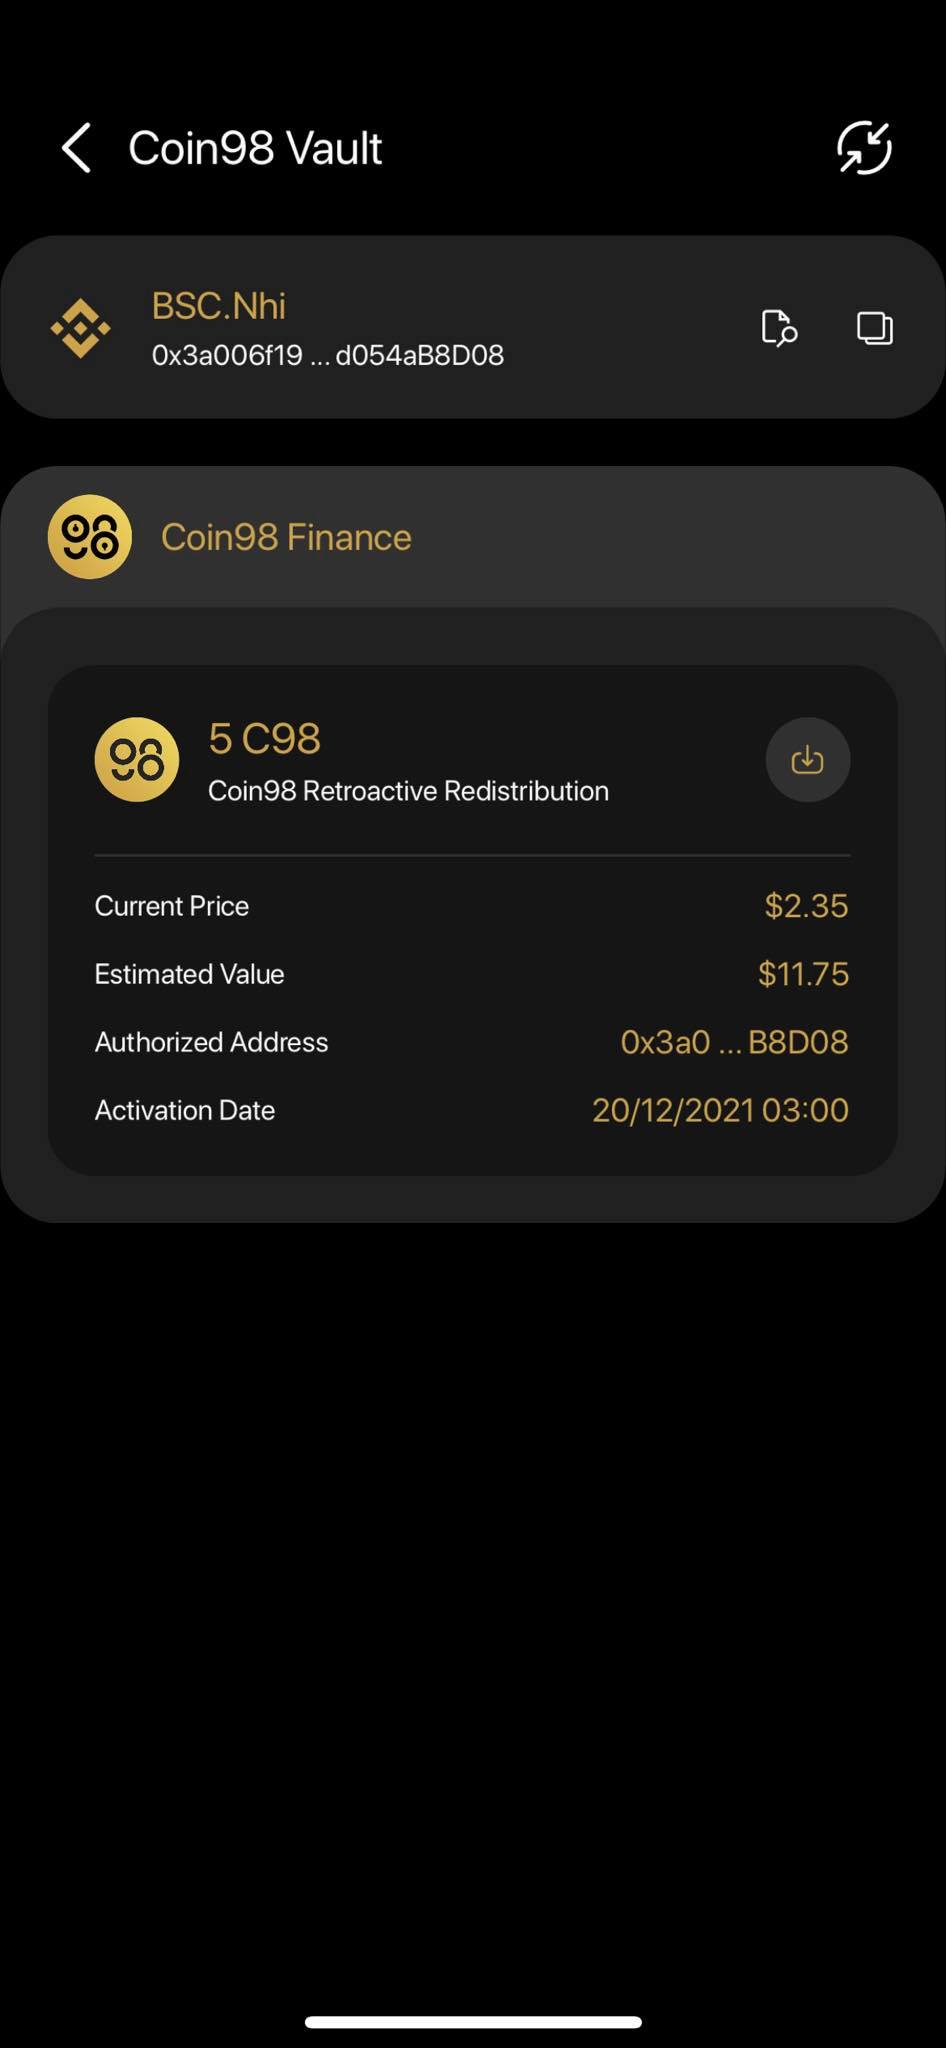 Coin98 Vault
BSC.Nhi
0x3a006f19 ... d054aB8D08
Coin98 Finance
5 C98
Coin98 Retroactive Redistribution
Current Price $2.35
Estimated Value $11.75
Authorized Address 0x3a0 ... B8D08
Activation Date 20/12/2021 03:00